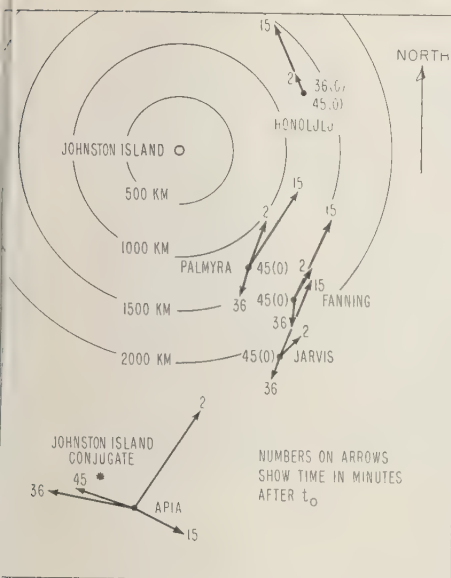 15
NORTH
2
36(0)
45(0)
HONOLULU
JOHNSTON ISLAND
500 KM
15
2
15
1000 KM
PALMYRA
45(0)
2
15
36
45(0)
FANNING
1500 KM
36
2
2000 KM
45(0)
JARVIS
36
2
JOHNSTON ISLAND
CONJUGATE
45
36
APIA
15
NUMBERS ON ARROWS
SHOW TIME IN MINUTES
AFTER t₀